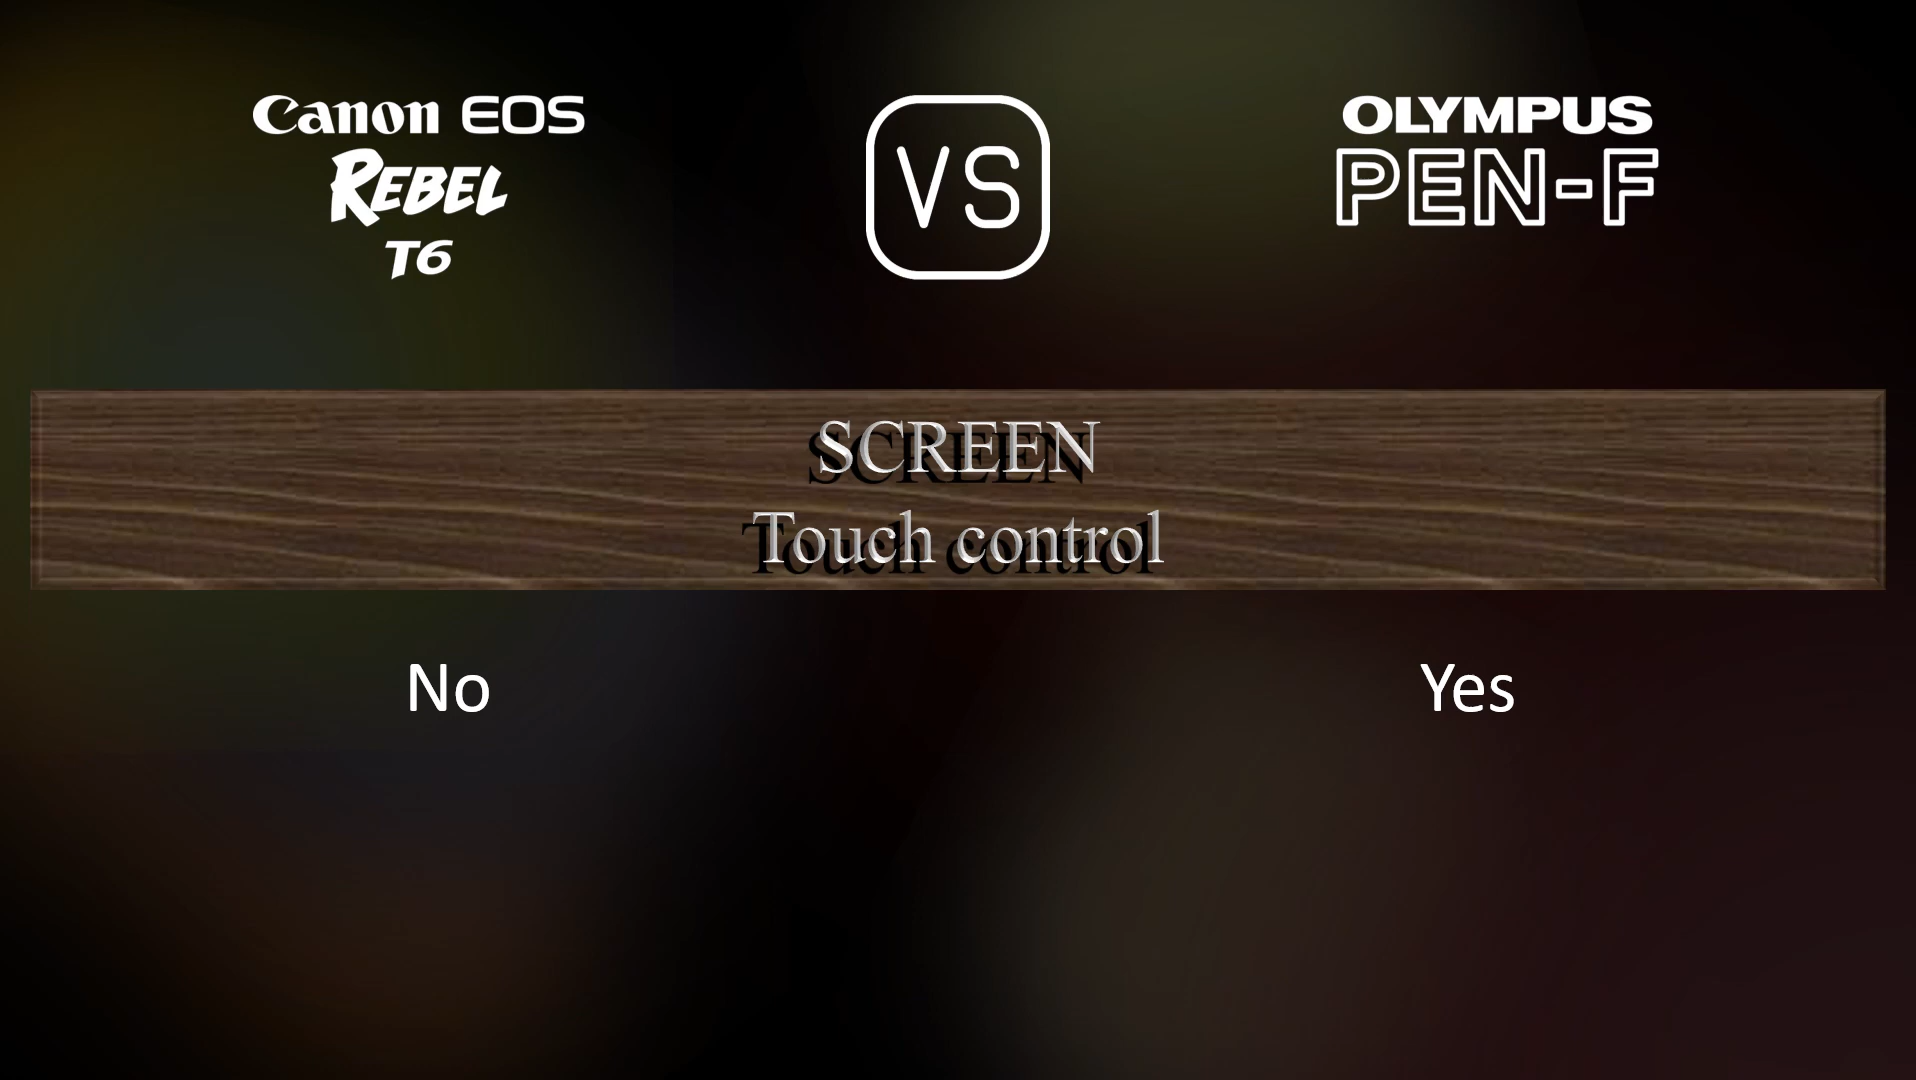 Canon EOS
REBEL
T6
VS
OLYMPUS
PEN-F
SCREEN
Touch control
No
Yes